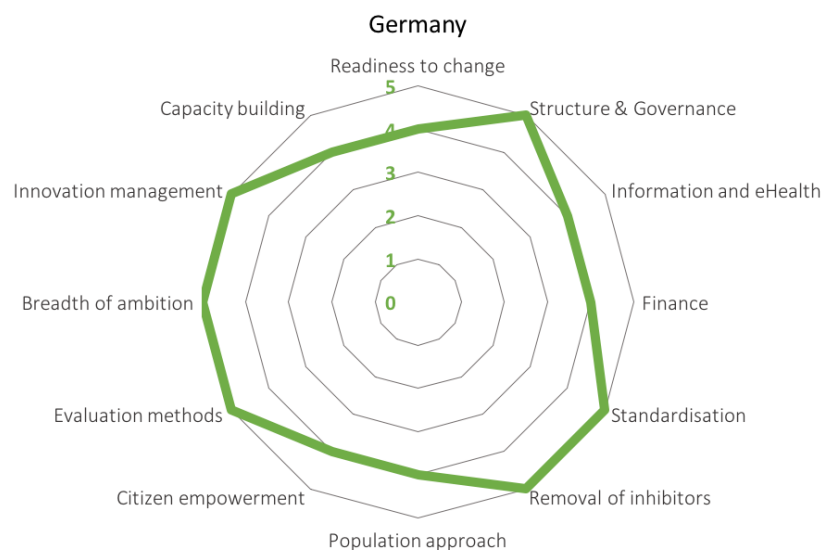 Germany
Readiness to change
5
Capacity building
Structure & Governance
4
3
Innovation management
Information and eHealth
2
1
Breadth of ambition
0
Finance
Evaluation methods
Standardisation
Citizen empowerment
Removal of inhibitors
Population approach